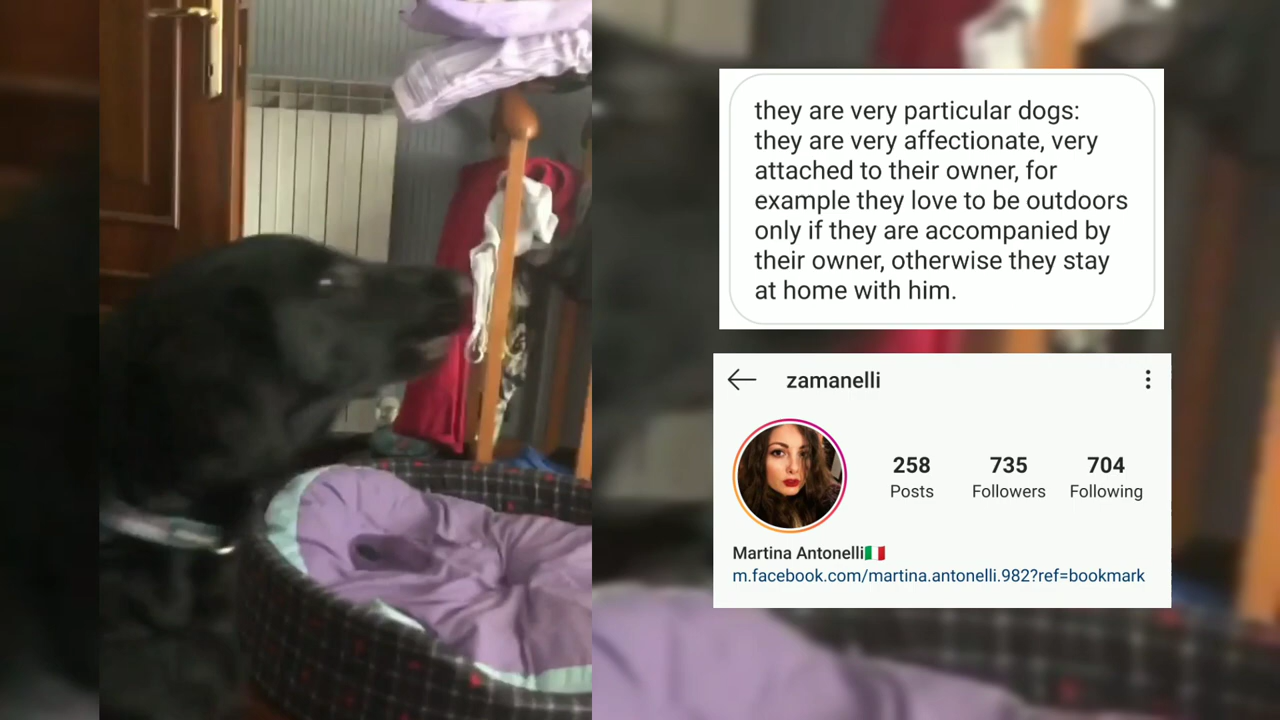 they are very particular dogs:
they are very affectionate, very
attached to their owner, for
example they love to be outdoors
only if they are accompanied by
their owner, otherwise they stay
at home with him.
zamanelli
258 735 704
Posts Followers Following
Martina Antonelli🇮🇹
m.facebook.com/martina.antonelli.982?ref=bookmark